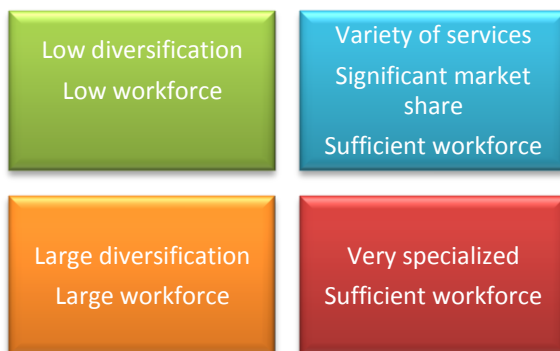 Low diversification
Low workforce
Variety of services
Significant market
share
Sufficient workforce
Large diversification
Large workforce
Very specialized
Sufficient workforce